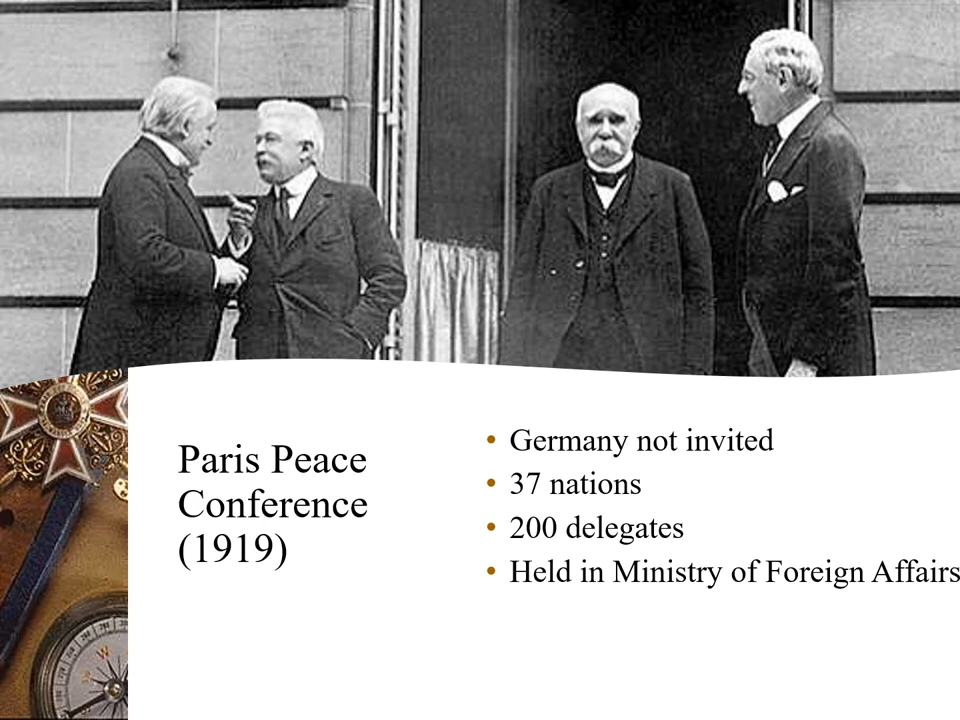 Paris Peace
Conference
(1919)
• Germany not invited
• 37 nations
• 200 delegates
• Held in Ministry of Foreign Affairs
W